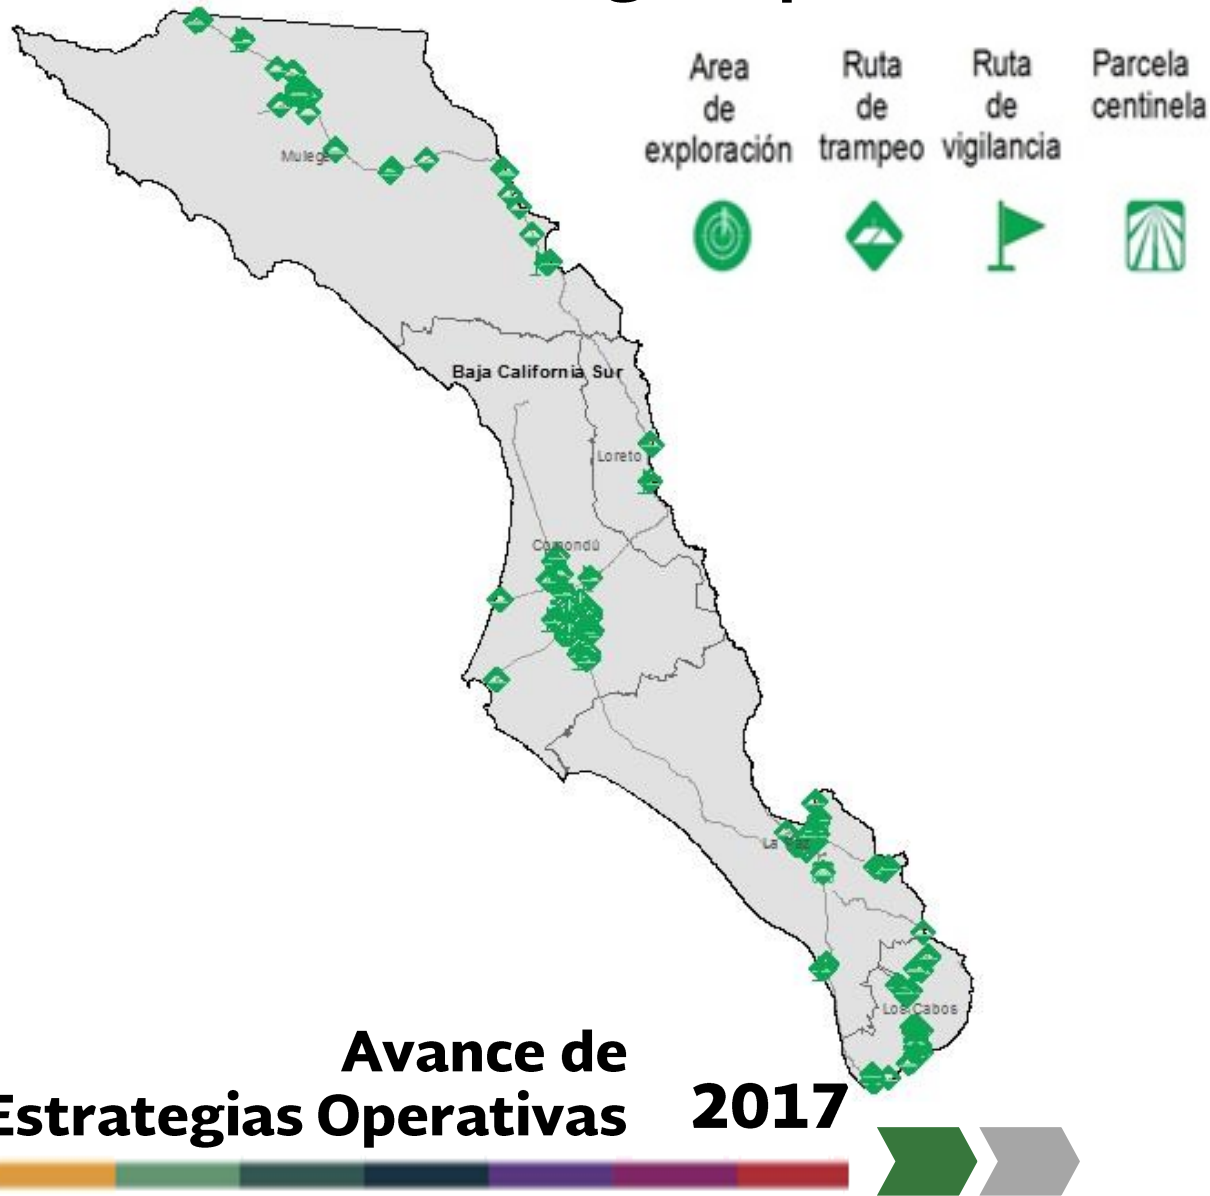 Area
de
exploración
Ruta
de
trampeo
Ruta
de
vigilancia
Parcela
centinela
Mulegé
Baja California Sur
Loreto
Comondú
La Paz
Los Cabos
Avance de
Estrategias Operativas
2017